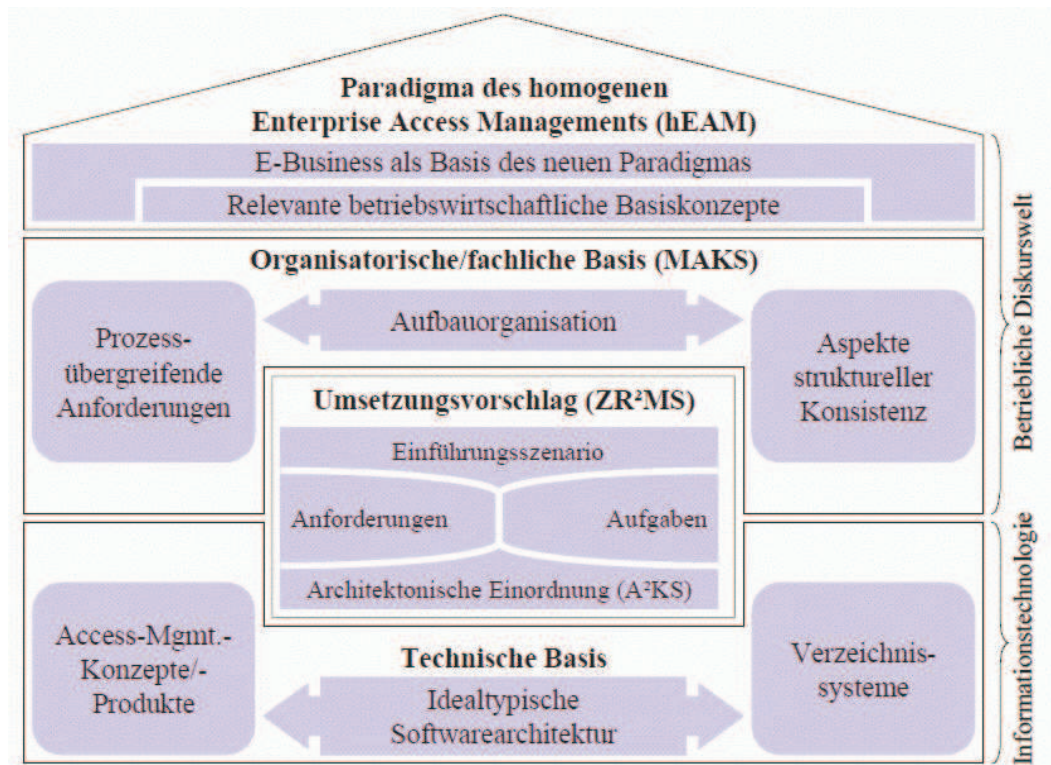 Paradigma des homogenen
Enterprise Access Managements (hEAM)
E-Business als Basis des neuen Paradigmas
Relevante betriebswirtschaftliche Basiskonzepte
Organisatorische/fachliche Basis (MAKS)
Prozess-
übergreifende
Anforderungen
Aufbauorganisation
Aspekte
struktureller
Konsistenz
Umsetzungsvorschlag (ZR²MS)
Einführungsszenario
Anforderungen
Aufgaben
Architektonische Einordnung (A²KS)
Access-Mgmt.-
Konzepte/-
Produkte
Technische Basis
Idealtypische
Softwarearchitektur
Verzeichnis-
systeme
Betriebliche Diskurswelt
Informationstechnologie